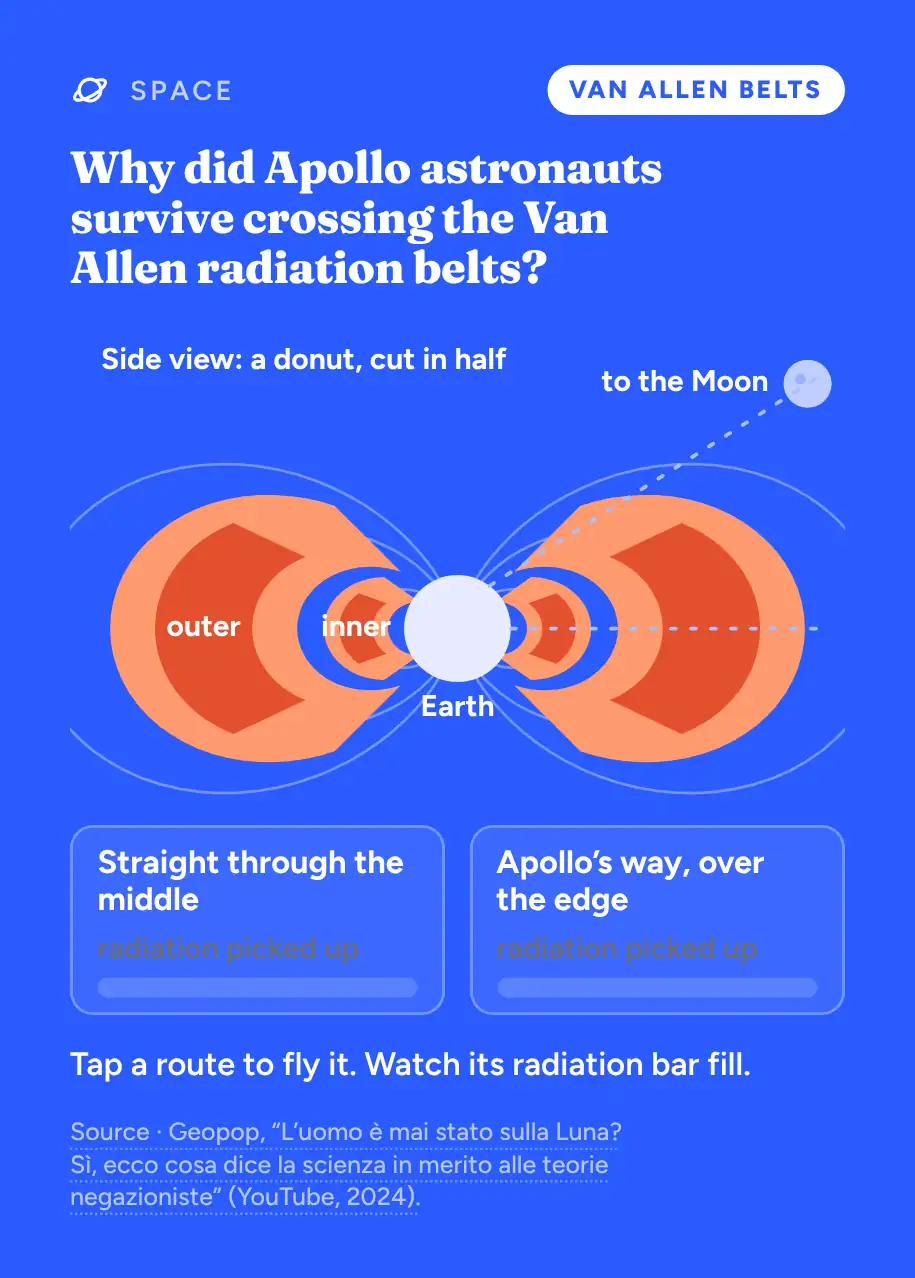 SPACE
VAN ALLEN BELTS
Why did Apollo astronauts
survive crossing the Van
Allen radiation belts?
Side view: a donut, cut in half
to the Moon
outer
inner
Earth
Straight through the
middle
radiation picked up
Apollo’s way, over
the edge
radiation picked up
Tap a route to fly it. Watch its radiation bar fill.
Source · Geopop, “L’uomo è mai stato sulla Luna?
Sì, ecco cosa dice la scienza in merito alle teorie
negazioniste” (YouTube, 2024).